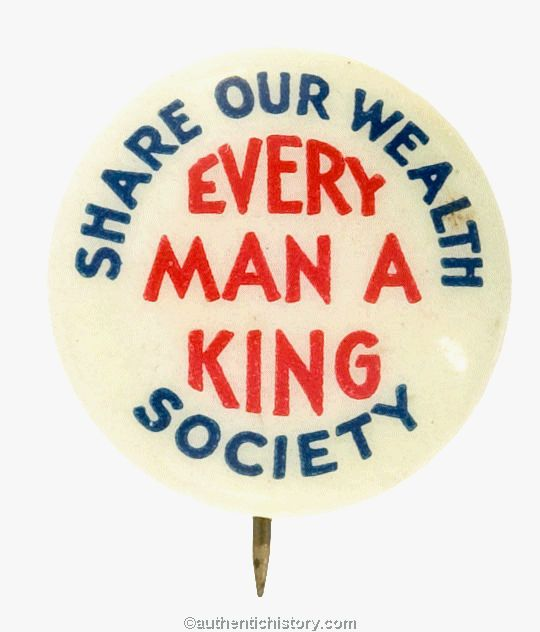 SHARE OUR WEALTH
EVERY
MAN A
KING
SOCIETY
©authentichistory.com